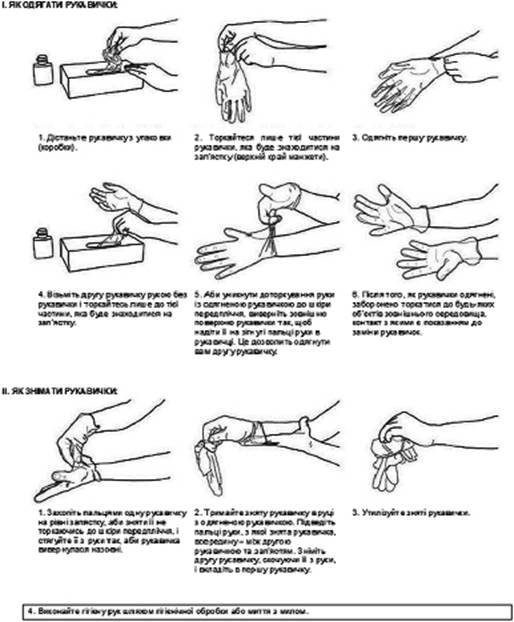 І. ЯК ОДЯГАТИ РУКАВИЧКИ:
1. Дістаньте рукавичку з упаковки
(коробки).
2. Торкайтеся лише тієї частини
рукавички, яка буде знаходитися на
зап'ястку (верхній край манжети).
3. Одягніть першу рукавичку.
4. Візьміть другу рукавичку рукою без
рукавички і торкайтесь лише до тієї
частини, яка буде знаходитися на
зап'ястку.
5. Аби уникнути доторкування руки
із одягненою рукавичкою до шкіри
передпліччя, виверніть зовнішню
поверхню рукавички так, щоб
надіти її на зігнуті пальці руки в
рукавичці. Це дозволить одягнути
вам другу рукавичку.
6. Після того, як рукавички одягнені,
заборонено торкатися до будь-яких
об'єктів зовнішнього середовища,
контакт з якими є показанням до
заміни рукавичок.
ІІ. ЯК ЗНІМАТИ РУКАВИЧКИ:
1. Захопіть пальцями одну рукавичку
на рівні зап'ястку, аби зняти її не
торкаючись до шкіри передпліччя, і
стягуйте її з руки так, аби рукавичка
вивернулася назовні.
2. Тримайте зняту рукавичку в руці
з одягненою рукавичкою. Підведіть
пальці руки, з якої знята рукавичка,
всередину – між другою
рукавичкою та зап'ястям. Зніміть
другу рукавичку, скочуючи її з руки,
і вкладіть в першу рукавичку.
3. Утилізуйте зняті рукавички.
4. Виконайте гігієну рук шляхом гігієнічної обробки або миття з милом.